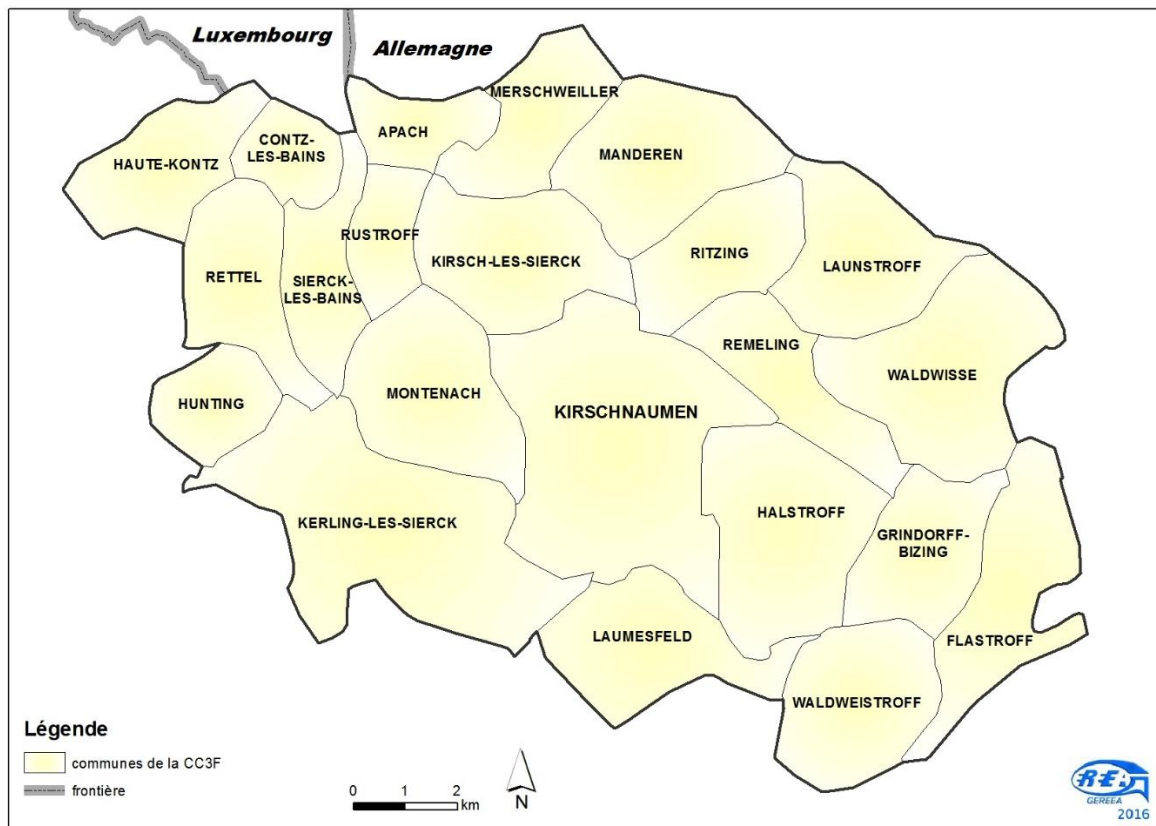 Luxembourg
Allemagne
MERSCHWEILLER
APACH
CONTZ-
LES-BAINS
HAUTE-KONTZ
MANDEREN
RUSTROFF
RITZING
KIRSCH-LES-SIERCK
LAUNSTROFF
RETTEL
SIERCK-
LES-BAINS
REMELING
WALDWISSE
MONTENACH
HUNTING
KIRSCHNAUMEN
HALSTROFF
KERLING-LES-SIERCK
GRINDORFF-
BIZING
LAUMESFELD
FLASTROFF
WALDWEISTROFF
Légende
communes de la CC3F
frontière
0 1 2
km
N
GEREEA
2016